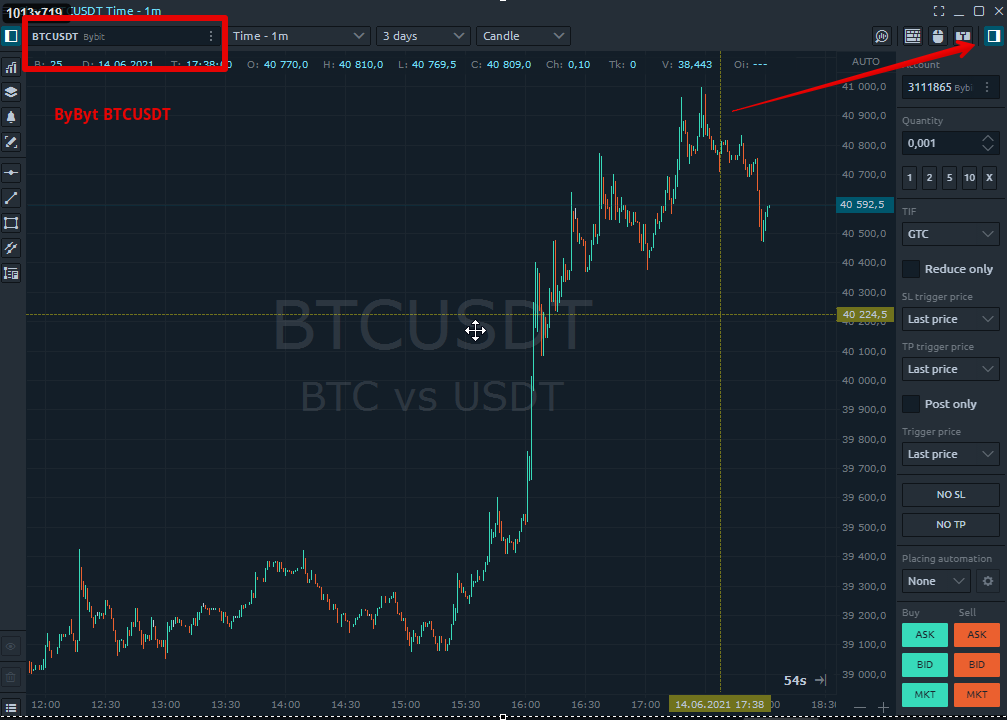 1013x719 CUSDT Time - 1m
BTCUSDT Bybit Time - 1m 3 days Candle
B: 25 D: 14.06.2021 T: 17:38:00 O: 40 770,0 H: 40 810,0 L: 40 769,5 C: 40 809,0 Ch: 0,10 Tk: 0 V: 38,443 Oi: ---
AUTO
Account
3111865 Bybi
ByByt BTCUSDT
Quantity
0,001
1 2 5 10 X
TIF
GTC
Reduce only
SL trigger price
Last price
TP trigger price
Last price
Post only
Trigger price
Last price
NO SL
NO TP
Placing automation
None
Buy Sell
ASK ASK
BID BID
MKT MKT
41 000,0
40 900,0
40 800,0
40 700,0
40 592,5
40 500,0
40 400,0
40 300,0
40 224,5
40 200,0
40 100,0
40 000,0
39 900,0
39 800,0
39 700,0
39 600,0
39 500,0
39 400,0
39 300,0
39 200,0
39 100,0
39 000,0
BTCUSDT
BTC vs USDT
54s
12:00 12:30 13:00 13:30 14:00 14:30 15:00 15:30 16:00 16:30 17:00 14.06.2021 17:38 :00 18:30